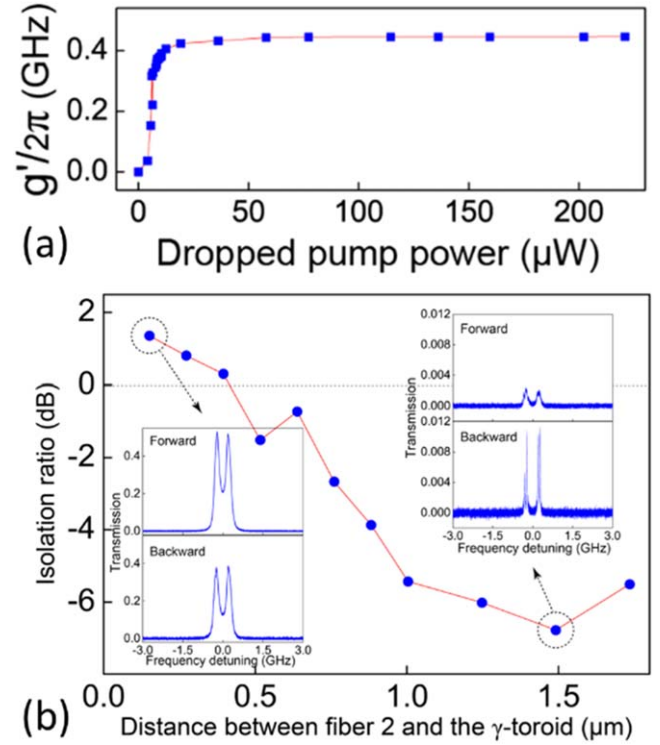 0.4
0.2
0.0
g'/2π (GHz)
0 50 100 150 200
(a)
Dropped pump power (μW)
2
0
-2
-4
-6
Isolation ratio (dB)
Forward
0.4
0.2
0.0
Backward
0.4
0.2
0.0
Transmission
-3.0 -1.5 0.0 1.5 3.0
Frequency detuning (GHz)
0.012
Forward
0.008
0.004
0.000
0.012
Backward
0.008
0.004
0.000
Transmission
-3.0 -1.5 0.0 1.5 3.0
Frequency detuning (GHz)
0.0 0.5 1.0 1.5
(b)
Distance between fiber 2 and the γ-toroid (μm)